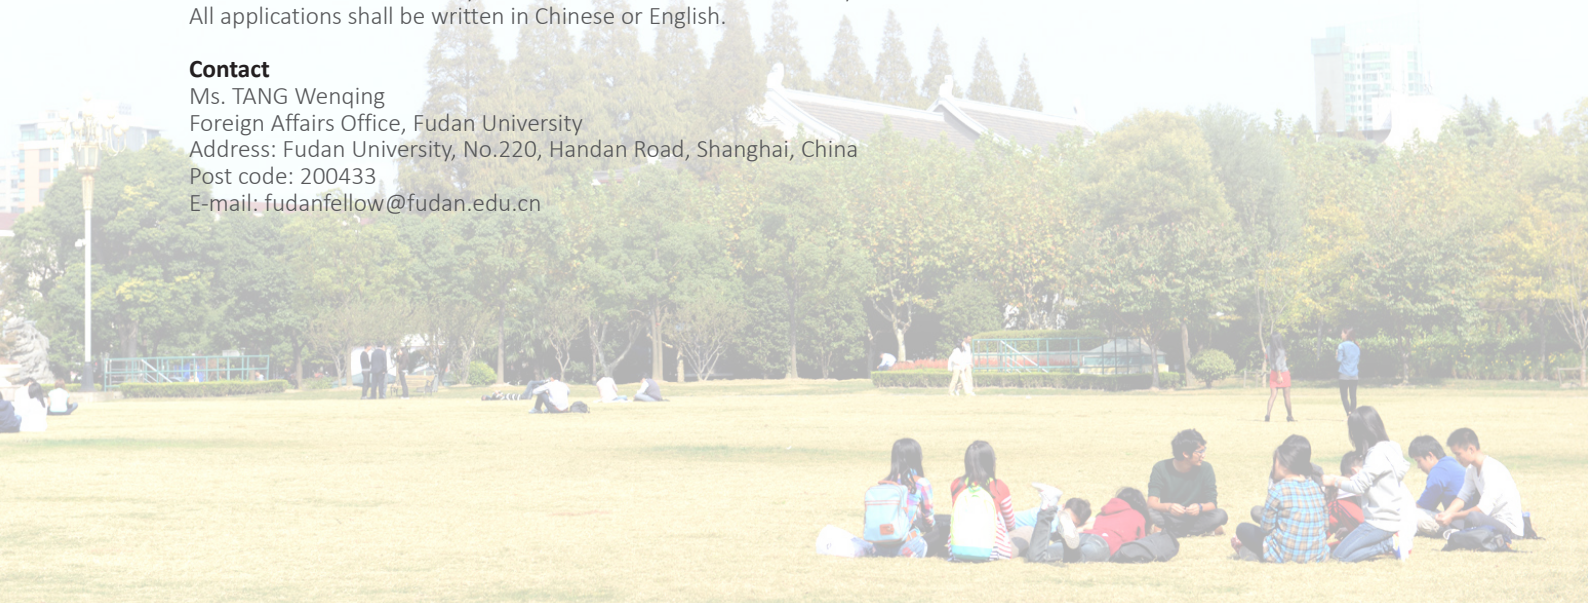 All applications shall be written in Chinese or English.
Contact
Ms. TANG Wenqing
Foreign Affairs Office, Fudan University
Address: Fudan University, No.220, Handan Road, Shanghai, China
Post code: 200433
E-mail: fudanfellow@fudan.edu.cn